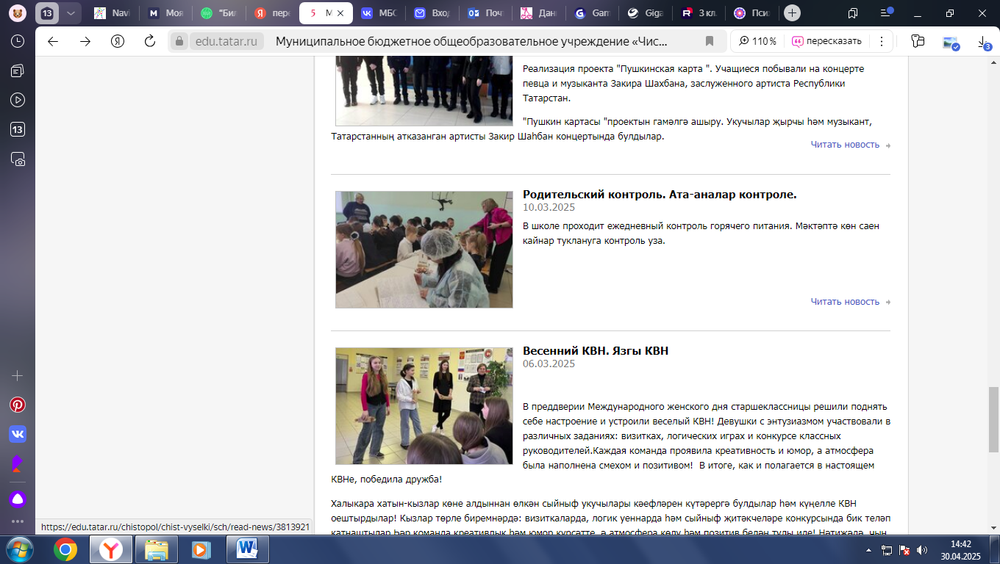 13
Navi
Моя
"Бил
пере
М
МБС
Вход
Почт
Дан
Gam
Giga
3 кл.
Псих
edu.tatar.ru
Муниципальное бюджетное общеобразовательное учреждение «Чис...
110 %
пересказать
3
13
Реализация проекта "Пушкинская карта ". Учащиеся побывали на концерте
певца и музыканта Закира Шахбана, заслуженного артиста Республики
Татарстан.
"Пушкин картасы "проектын гамәлгә ашыру. Укучылар җырчы һәм музыкант,
Татарстанның атказанган артисты Закир Шаһбан концертында булдылар.
Читать новость
Родительский контроль. Ата-аналар контроле.
10.03.2025
В школе проходит ежедневный контроль горячего питания. Мәктәптә көн саен
кайнар туклануга контроль уза.
Читать новость
Весенний КВН. Язгы КВН
06.03.2025
В преддверии Международного женского дня старшеклассницы решили поднять
себе настроение и устроили веселый КВН! Девушки с энтузиазмом участвовали в
различных заданиях: визитках, логических играх и конкурсе классных
руководителей.Каждая команда проявила креативность и юмор, а атмосфера
была наполнена смехом и позитивом!  В итоге, как и полагается в настоящем
КВНе, победила дружба!
Халыкара хатын-кызлар көне алдыннан өлкән сыйныф укучылары кәефләрен күтәрергә булдылар һәм күңелле КВН
оештырдылар! Кызлар төрле биремнәрдә: визиткаларда, логик уеннарда һәм сыйныф җитәкчеләре конкурсында бик теләп
катнаштылар.Һәр команда креативлык һәм юмор күрсәтте, ә атмосфера көлү һәм позитив белән тулы иде! Нәтиҗәдә, чын
https://edu.tatar.ru/chistopol/chist-vyselki/sch/read-news/3813921
14:42
30.04.2025